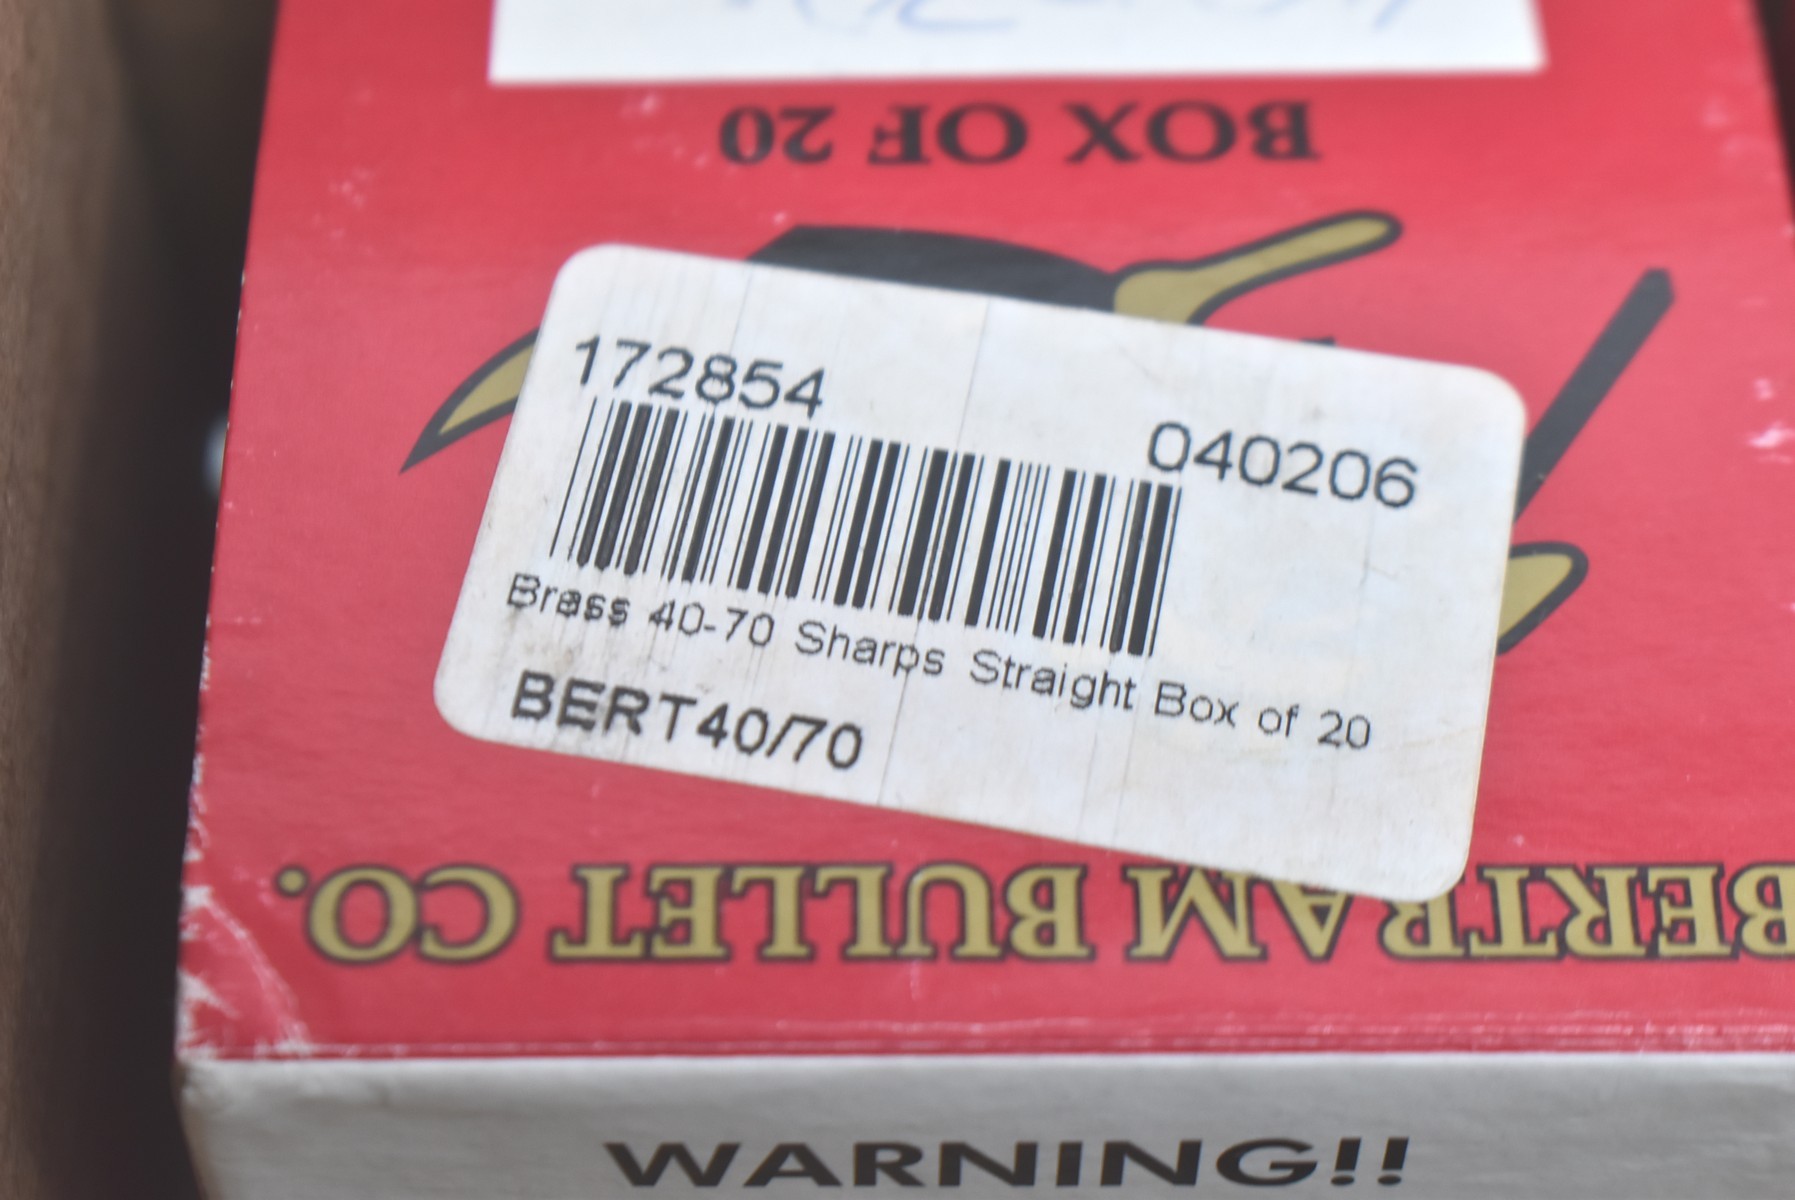 BOX OF 20
172854
040206
Brass 40-70 Sharps Straight Box of 20
BERT40/70
BERTRAM BULLET CO.
WARNING!!